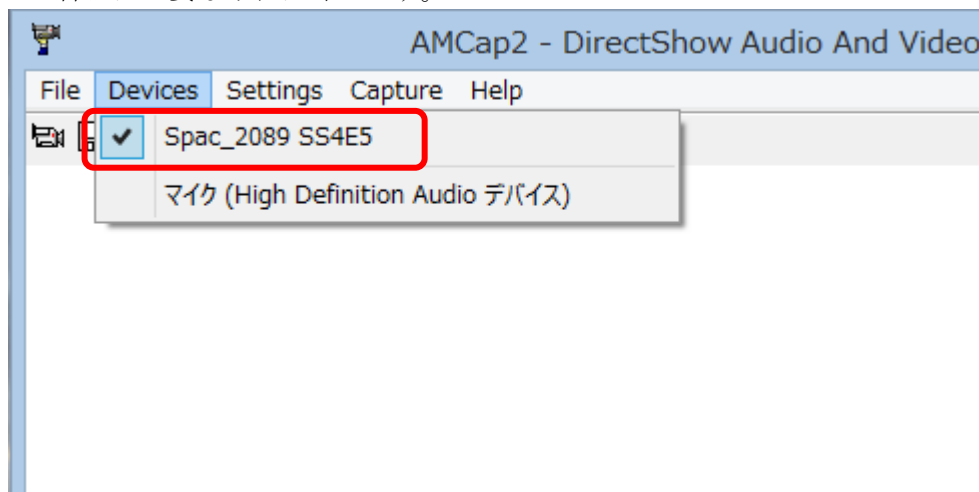 AMCap2 - DirectShow Audio And Video
File Devices Settings Capture Help
Spac_2089 SS4E5
マイク (High Definition Audio デバイス)